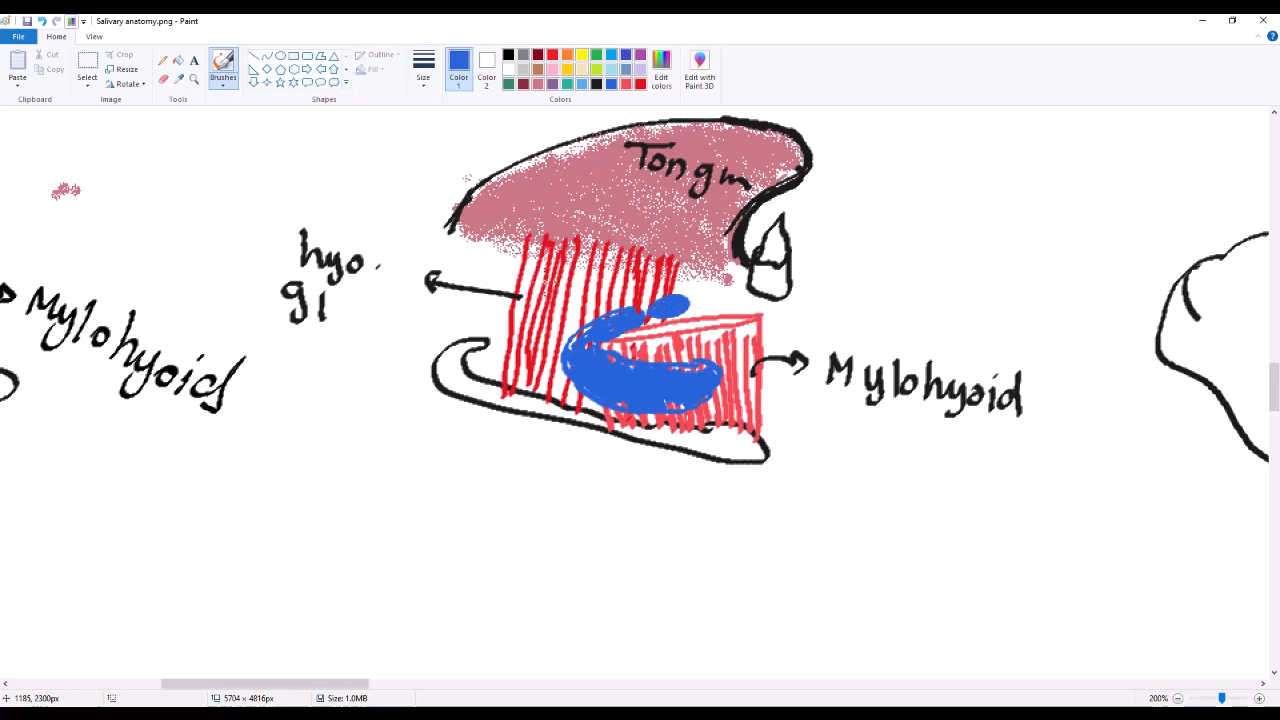 Salivary anatomy.png - Paint
File Home View
Cut
Copy
Paste
Clipboard
Crop
Resize
Rotate
Select
Image
Tools
Brushes
Outline
Fill
Shapes
Size
Color 1
Color 2
Edit colors
Edit with Paint 3D
Colors
Tongu
hyo.
gl
Mylohyoid
Mylohyoid
1185, 2300px
5704 × 4816px
Size: 1.0MB
200%